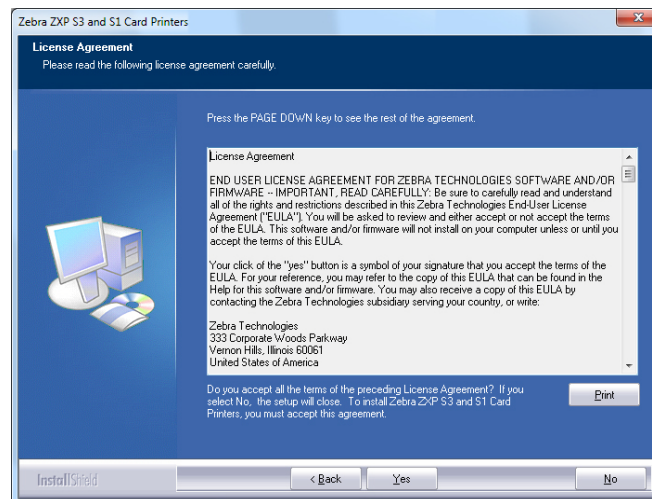 Zebra ZXP S3 and S1 Card Printers
License Agreement
Please read the following license agreement carefully.
Press the PAGE DOWN key to see the rest of the agreement.
License Agreement
END USER LICENSE AGREEMENT FOR ZEBRA TECHNOLOGIES SOFTWARE AND/OR
FIRMWARE -- IMPORTANT, READ CAREFULLY: Be sure to carefully read and understand
all of the rights and restrictions described in this Zebra Technologies End-User License
Agreement ("EULA"). You will be asked to review and either accept or not accept the terms
of the EULA. This software and/or firmware will not install on your computer unless or until you
accept the terms of this EULA.
Your click of the "yes" button is a symbol of your signature that you accept the terms of the
EULA. For your reference, you may refer to the copy of this EULA that can be found in the
Help for this software and/or firmware. You may also receive a copy of this EULA by
contacting the Zebra Technologies subsidiary serving your country, or write:
Zebra Technologies
333 Corporate Woods Parkway
Vernon Hills, Illinois 60061
United States of America
Do you accept all the terms of the preceding License Agreement? If you
select No, the setup will close. To install Zebra ZXP S3 and S1 Card
Printers, you must accept this agreement.
Print
InstallShield
< Back
Yes
No